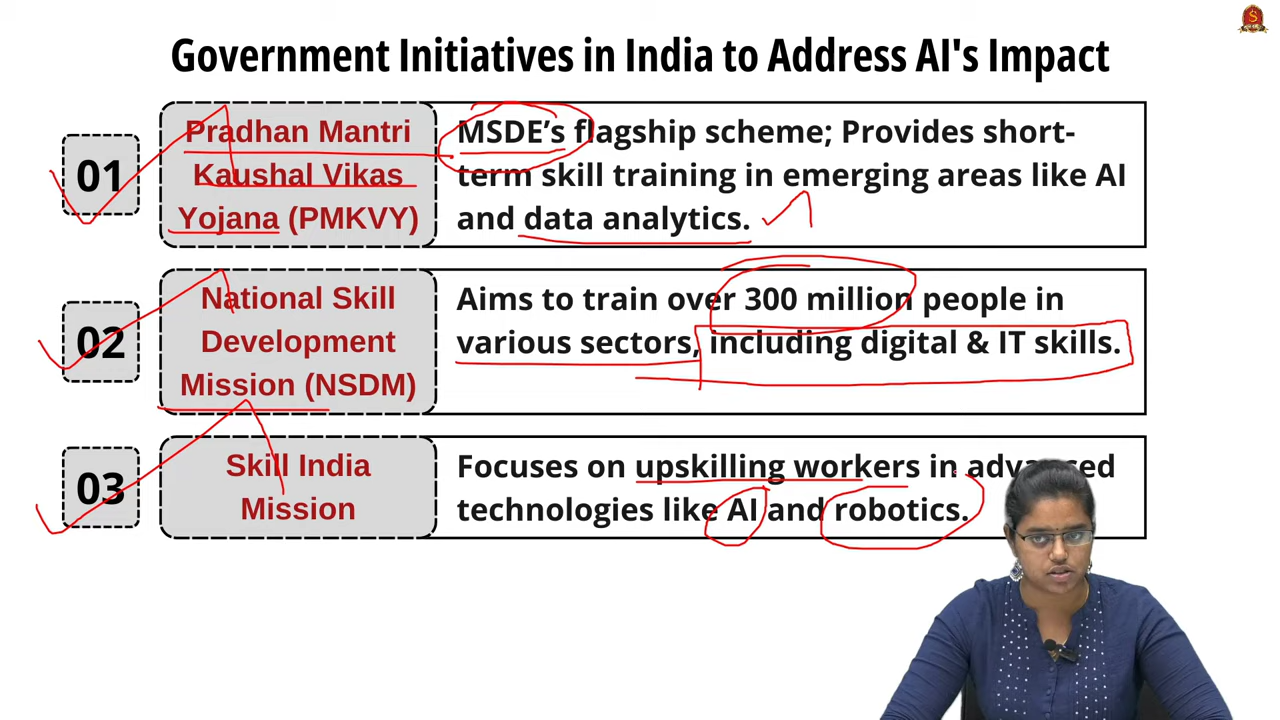 Government Initiatives in India to Address AI's Impact
01
Pradhan Mantri
Kaushal Vikas
Yojana (PMKVY)
MSDE’s flagship scheme; Provides short-
term skill training in emerging areas like AI
and data analytics.
02
National Skill
Development
Mission (NSDM)
Aims to train over 300 million people in
various sectors, including digital & IT skills.
03
Skill India
Mission
Focuses on upskilling workers in advanced
technologies like AI and robotics.